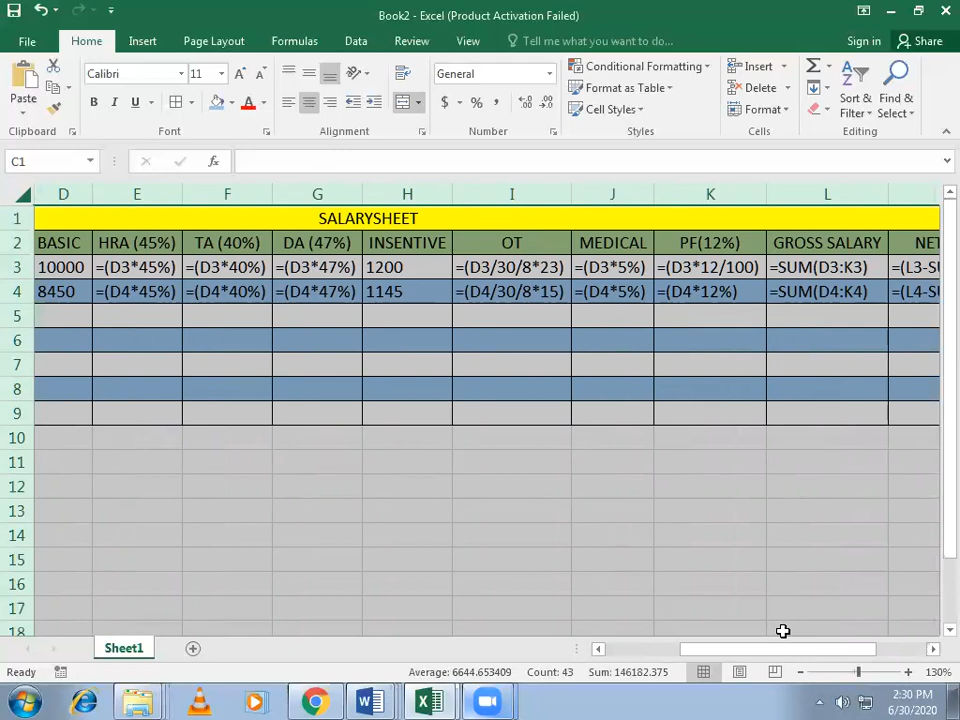 Book2 - Excel (Product Activation Failed)
File Home Insert Page Layout Formulas Data Review View Tell me what you want to do... Sign in Share
Paste Calibri 11 General Conditional Formatting Insert
B I U A $ % Format as Table Delete Sort & Find &
Cell Styles Format Filter Select
Clipboard Font Alignment Number Styles Cells Editing
C1 fx
D E F G H I J K L
1 SALARYSHEET
2 BASIC HRA (45%) TA (40%) DA (47%) INSENTIVE OT MEDICAL PF(12%) GROSS SALARY NET
3 10000 =(D3*45%) =(D3*40%) =(D3*47%) 1200 =(D3/30/8*23) =(D3*5%) =(D3*12/100) =SUM(D3:K3) =(L3-SU
4 8450 =(D4*45%) =(D4*40%) =(D4*47%) 1145 =(D4/30/8*15) =(D4*5%) =(D4*12%) =SUM(D4:K4) =(L4-SU
5
6
7
8
9
10
11
12
13
14
15
16
17
18
Sheet1
Ready Average: 6644.653409 Count: 43 Sum: 146182.375 130%
2:30 PM
6/30/2020